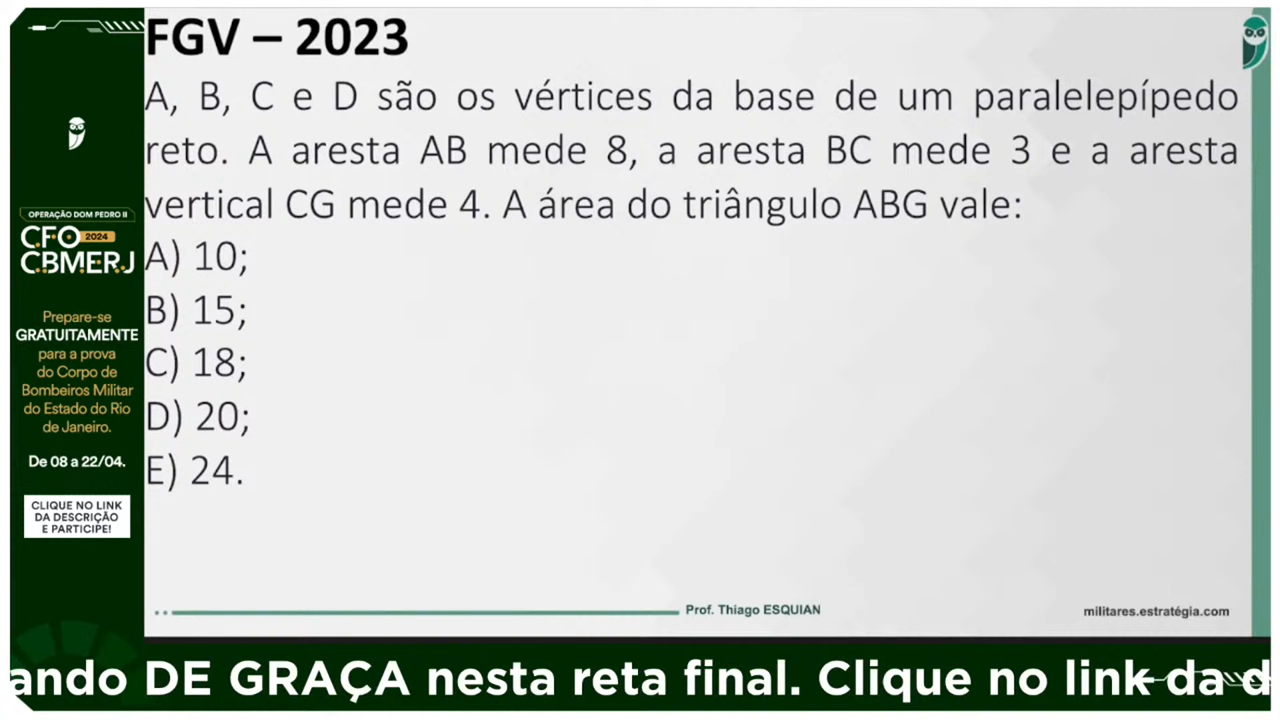 FGV – 2023
A, B, C e D são os vértices da base de um paralelepípedo
reto. A aresta AB mede 8, a aresta BC mede 3 e a aresta
vertical CG mede 4. A área do triângulo ABG vale:
A) 10;
B) 15;
C) 18;
D) 20;
E) 24.
OPERAÇÃO DOM PEDRO II
CFO 2024
CBMERJ
Prepare-se
GRATUITAMENTE
para a prova
do Corpo de
Bombeiros Militar
do Estado do Rio
de Janeiro.
De 08 a 22/04.
CLIQUE NO LINK
DA DESCRIÇÃO
E PARTICIPE!
Prof. Thiago ESQUIAN
militares.estratégia.com
ando DE GRAÇA nesta reta final. Clique no link da d